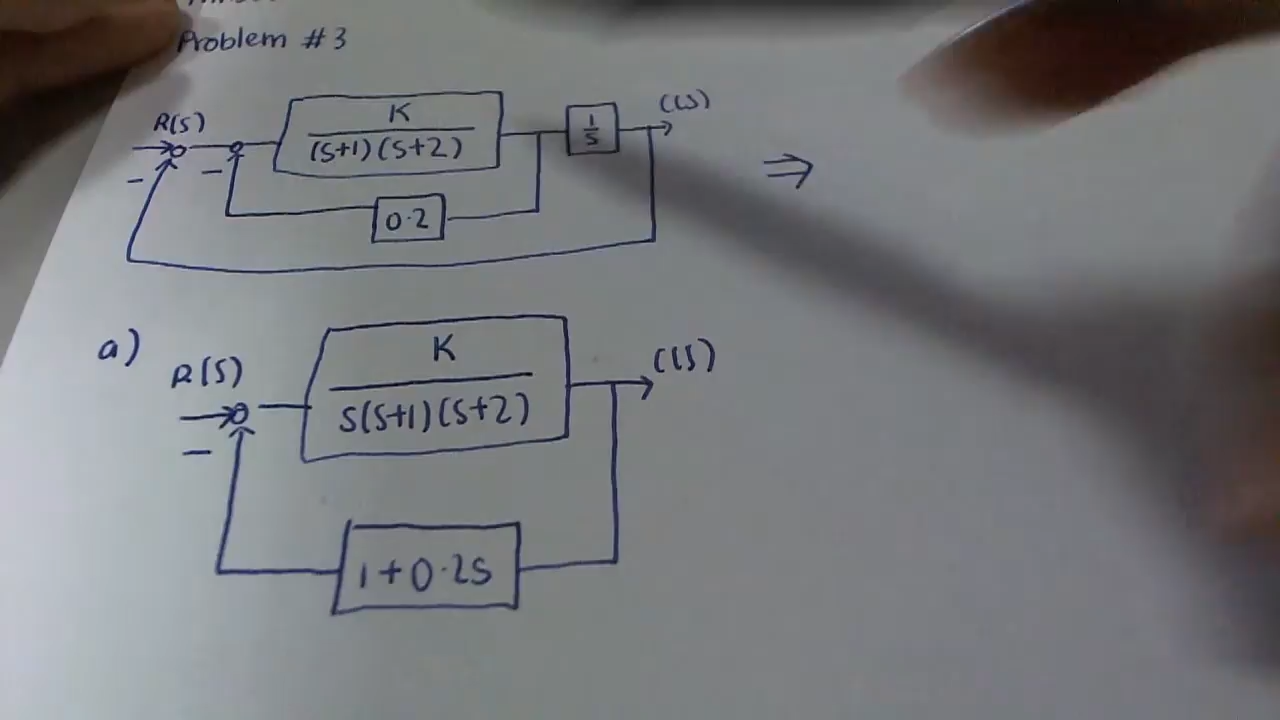 Problem #3
R(S)
K
(S+1)(S+2)
1
S
C(S)
-
-
0.2
⇒
a)
R(S)
K
S(S+1)(S+2)
C(S)
-
1+0.2S